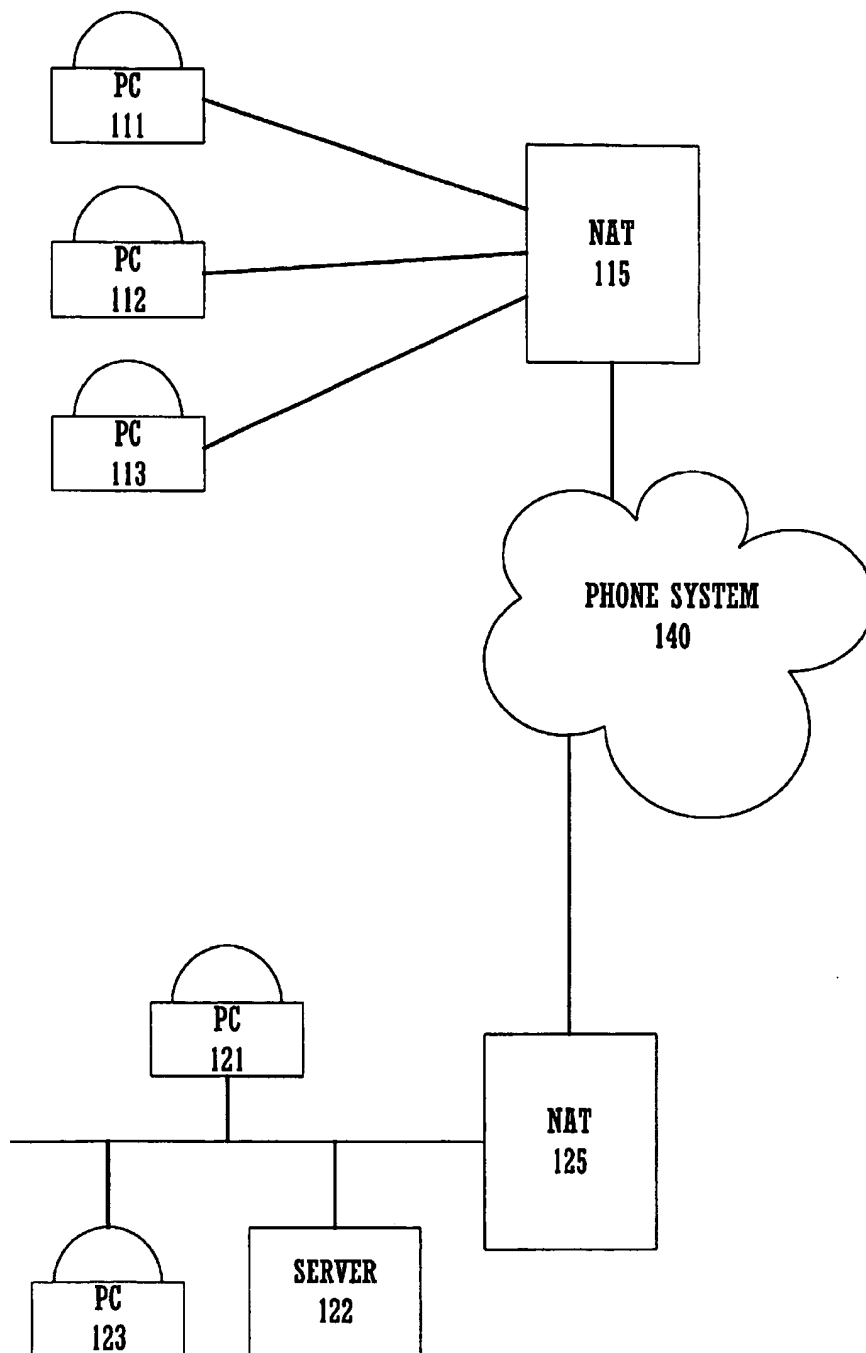 PC
111
NAT
115
PC
112
PC
113
PHONE SYSTEM
140
PC
121
NAT
125
SERVER
122
PC
123